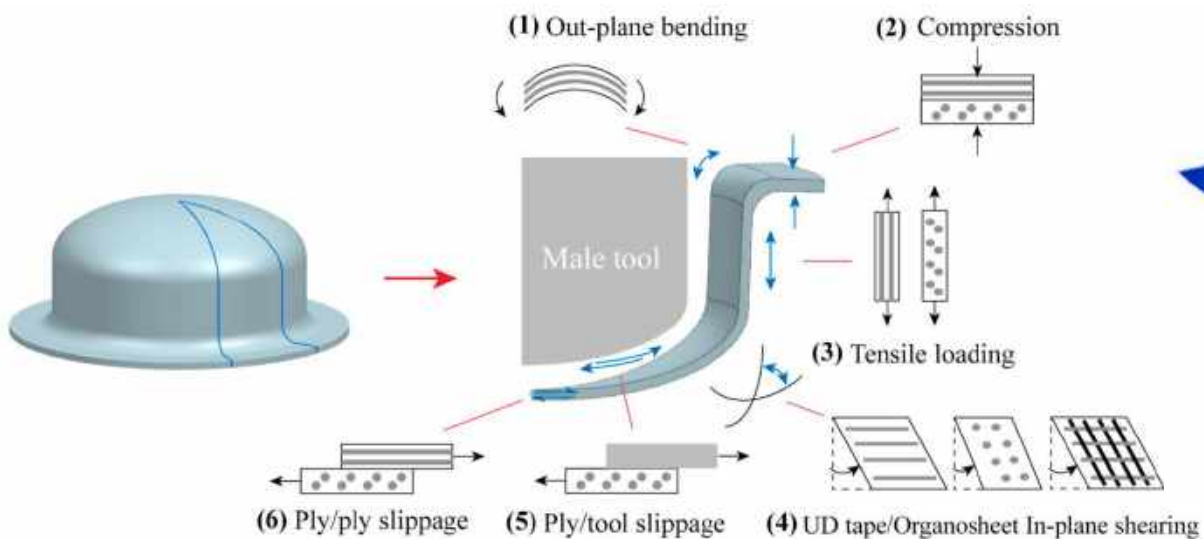 (1) Out-plane bending
(2) Compression
Male tool
(3) Tensile loading
(6) Ply/ply slippage
(5) Ply/tool slippage
(4) UD tape/Organosheet In-plane shearing